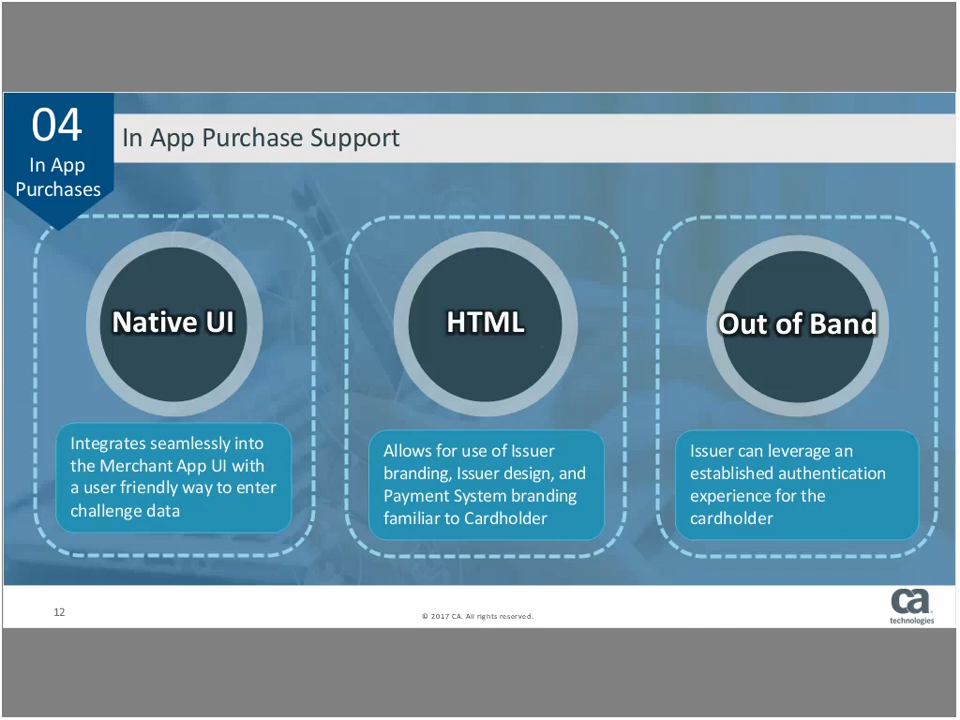 04
In App
Purchases
In App Purchase Support
Native UI
Integrates seamlessly into
the Merchant App UI with
a user friendly way to enter
challenge data
HTML
Allows for use of Issuer
branding, Issuer design, and
Payment System branding
familiar to Cardholder
Out of Band
Issuer can leverage an
established authentication
experience for the
cardholder
12
© 2017 CA. All rights reserved.
ca
technologies